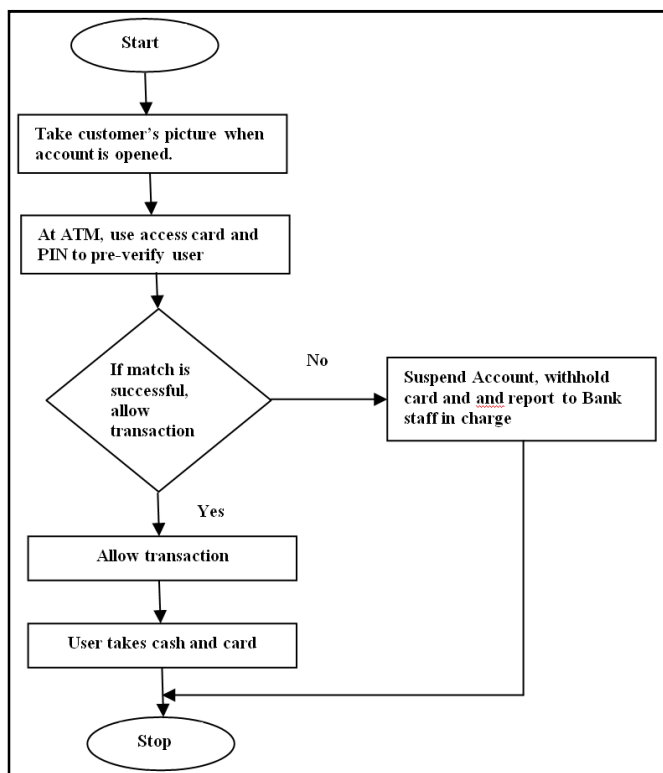 Start
Take customer's picture when
account is opened.
At ATM, use access card and
PIN to pre-verify user
If match is
successful,
allow
transaction
No
Suspend Account, withhold
card and and report to Bank
staff in charge
Yes
Allow transaction
User takes cash and card
Stop